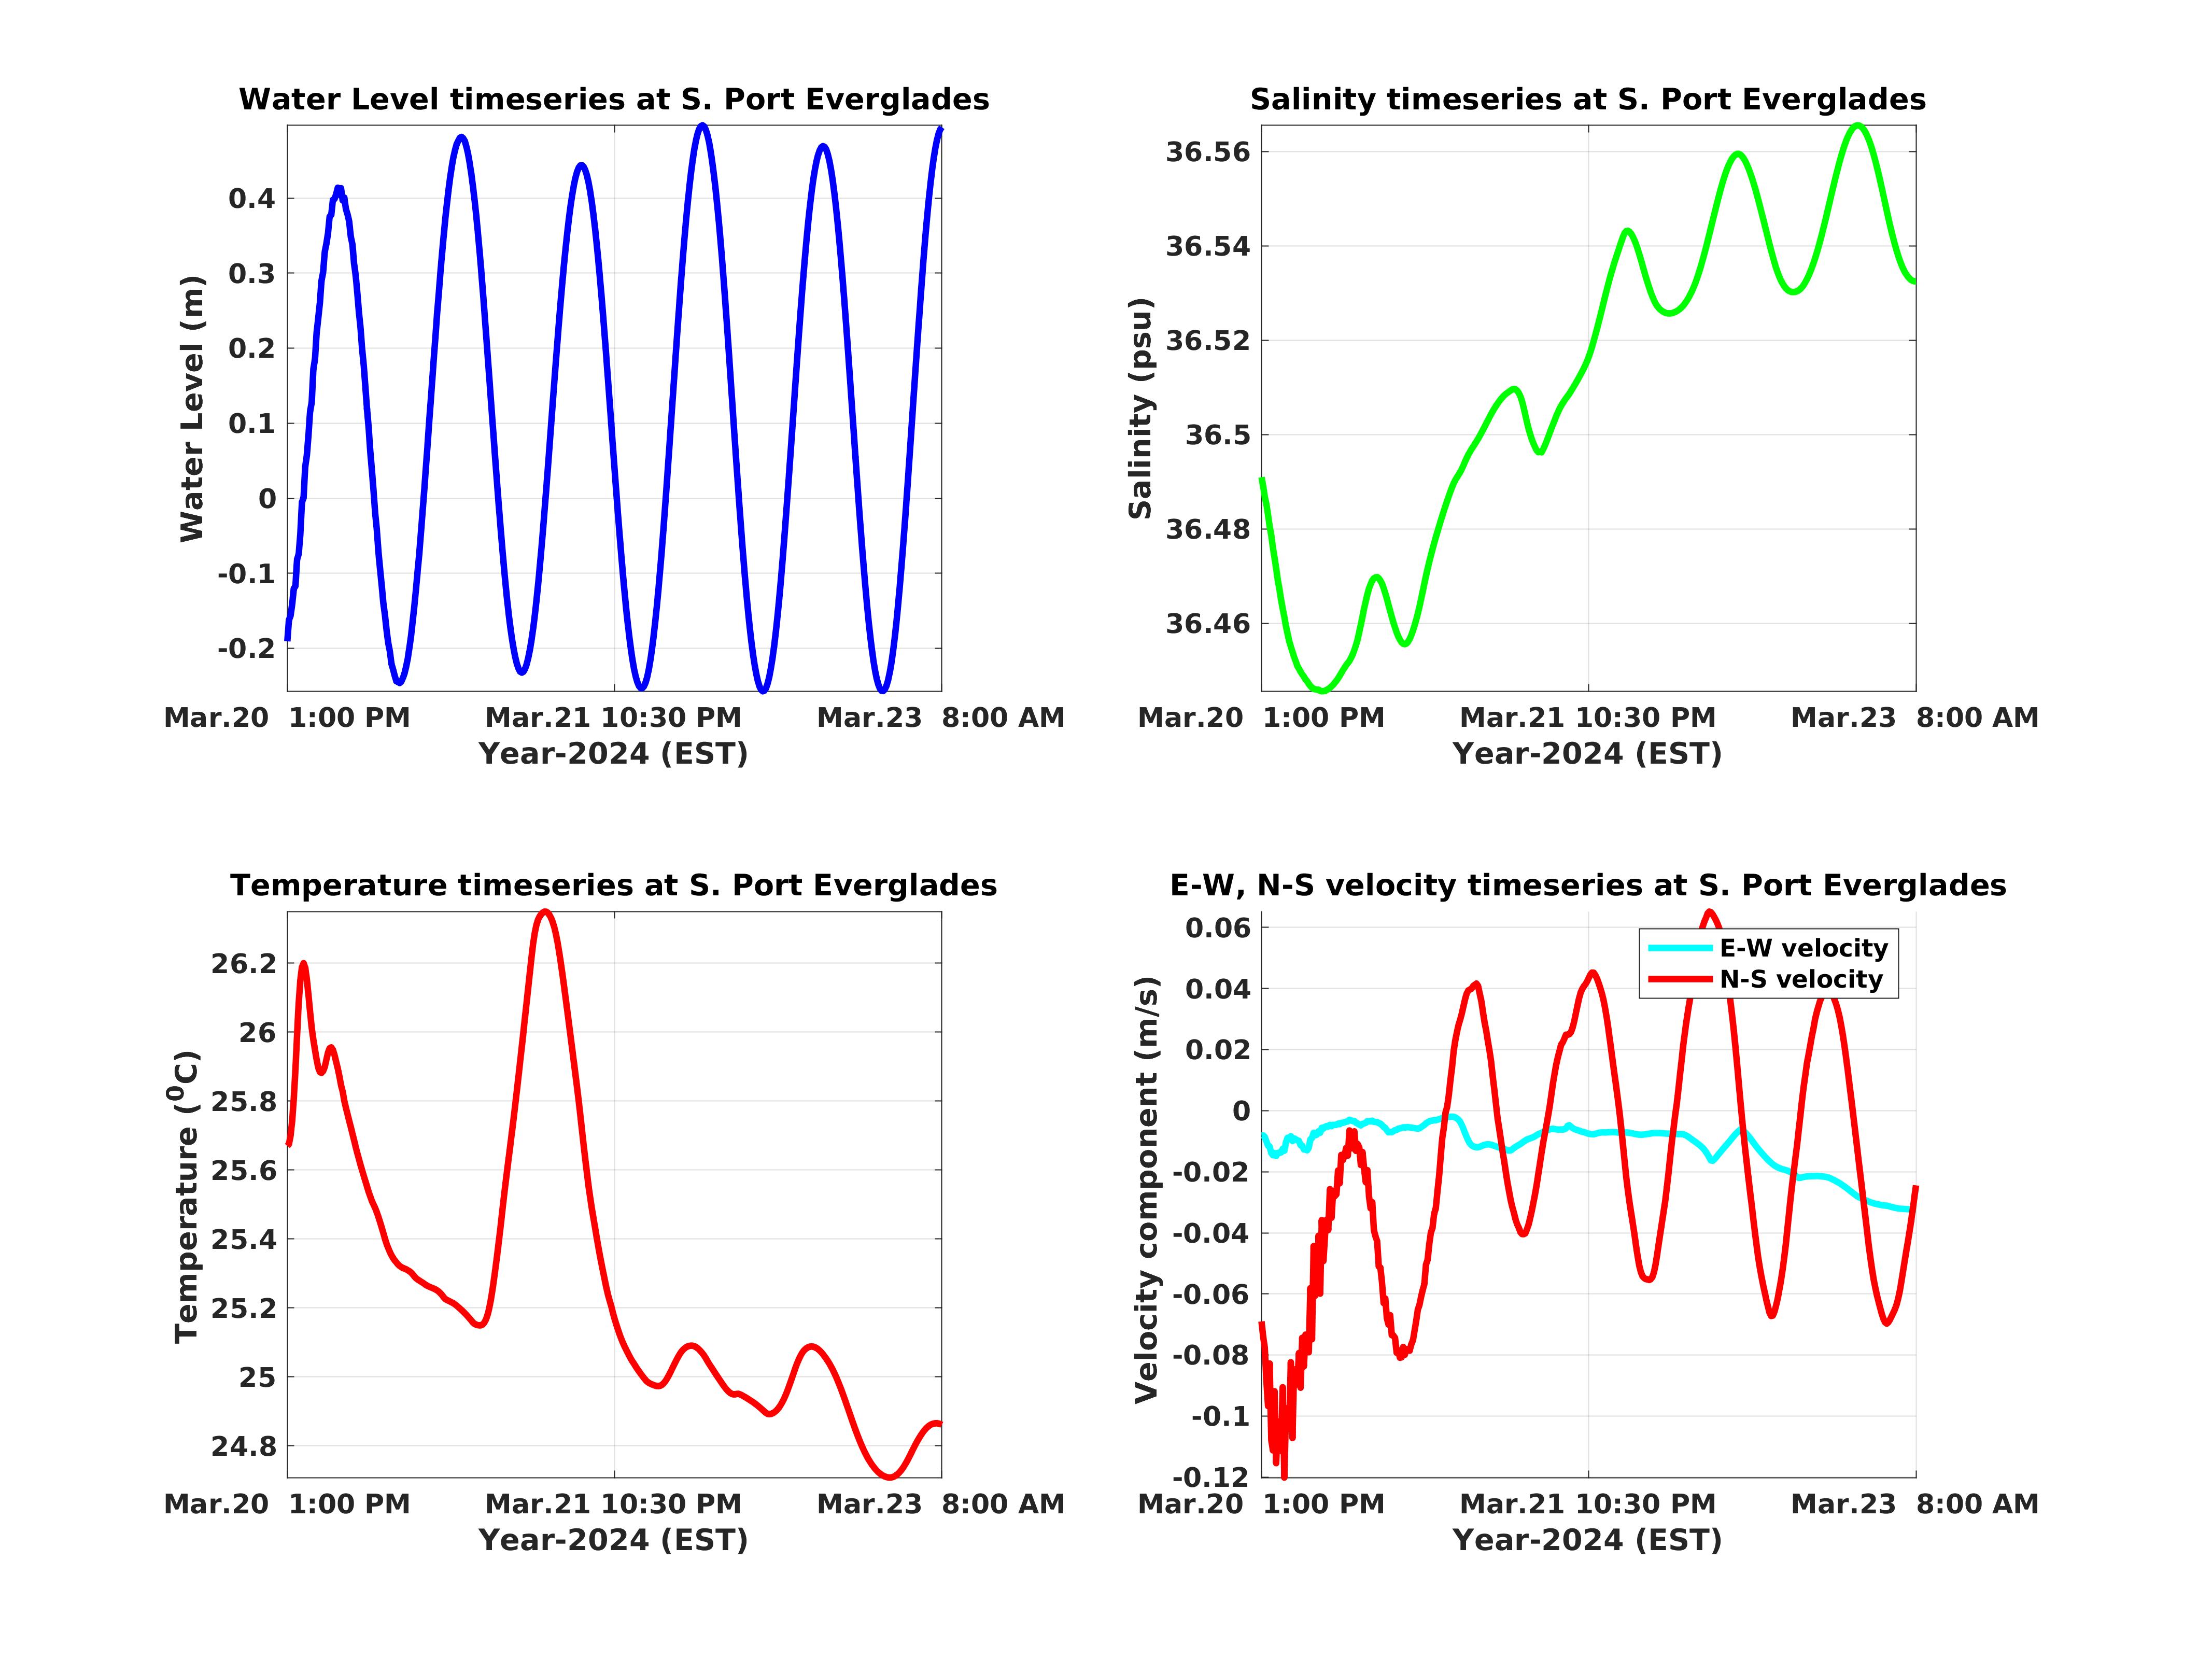 Water Level timeseries at S. Port Everglades
Water Level (m)
0.4
0.3
0.2
0.1
0
-0.1
-0.2
Mar.20 1:00 PM Mar.21 10:30 PM Mar.23 8:00 AM
Year-2024 (EST)
Salinity timeseries at S. Port Everglades
Salinity (psu)
36.56
36.54
36.52
36.5
36.48
36.46
Mar.20 1:00 PM Mar.21 10:30 PM Mar.23 8:00 AM
Year-2024 (EST)
Temperature timeseries at S. Port Everglades
Temperature (⁰C)
26.2
26
25.8
25.6
25.4
25.2
25
24.8
Mar.20 1:00 PM Mar.21 10:30 PM Mar.23 8:00 AM
Year-2024 (EST)
E-W, N-S velocity timeseries at S. Port Everglades
Velocity component (m/s)
0.06
0.04
0.02
0
-0.02
-0.04
-0.06
-0.08
-0.1
-0.12
E-W velocity
N-S velocity
Mar.20 1:00 PM Mar.21 10:30 PM Mar.23 8:00 AM
Year-2024 (EST)